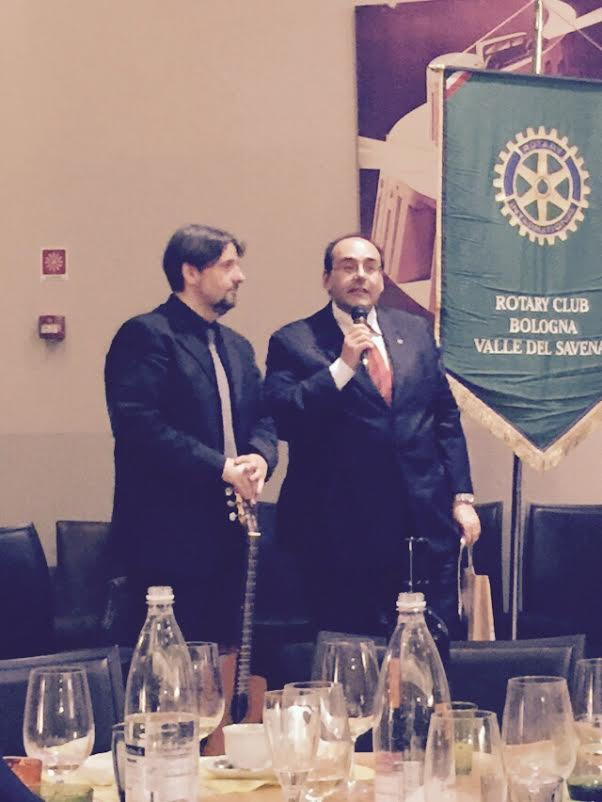 ROTARY
INTERNATIONAL
ROTARY CLUB
BOLOGNA
VALLE DEL SAVENA